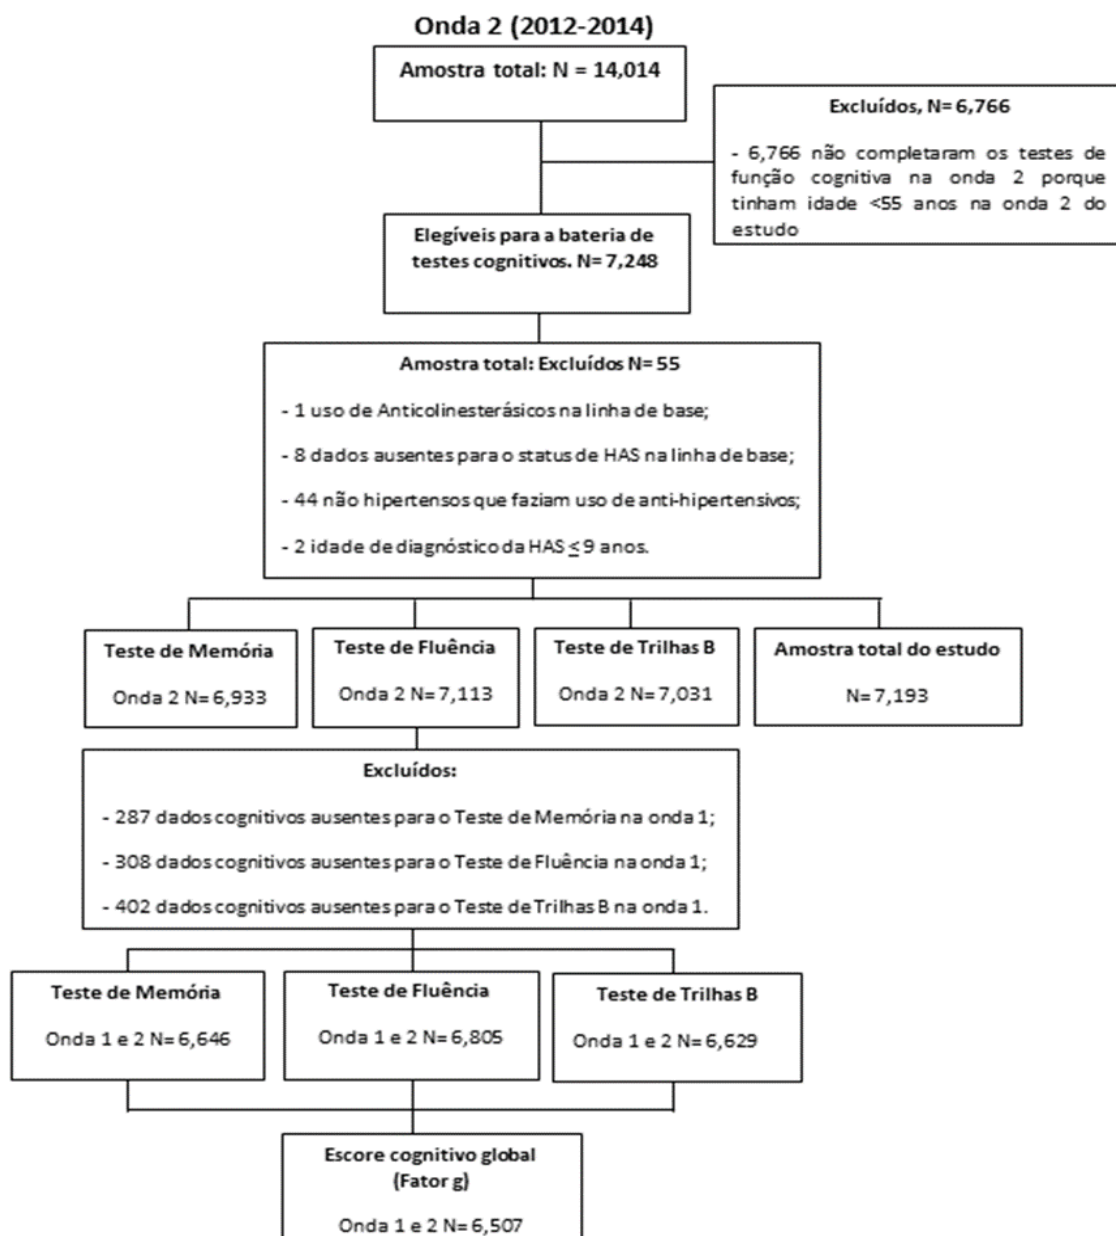 Onda 2 (2012-2014)
Amostra total: N = 14,014
Excluídos, N= 6,766
- 6,766 não completaram os testes de
função cognitiva na onda 2 porque
tinham idade <55 anos na onda 2 do
estudo
Elegíveis para a bateria de
testes cognitivos. N= 7,248
Amostra total: Excluídos N= 55
- 1 uso de Anticolinesterásicos na linha de base;
- 8 dados ausentes para o status de HAS na linha de base;
- 44 não hipertensos que faziam uso de anti-hipertensivos;
- 2 idade de diagnóstico da HAS ≤ 9 anos.
Teste de Memória
Onda 2 N= 6,933
Teste de Fluência
Onda 2 N= 7,113
Teste de Trilhas B
Onda 2 N= 7,031
Amostra total do estudo
N= 7,193
Excluídos:
- 287 dados cognitivos ausentes para o Teste de Memória na onda 1;
- 308 dados cognitivos ausentes para o Teste de Fluência na onda 1;
- 402 dados cognitivos ausentes para o Teste de Trilhas B na onda 1.
Teste de Memória
Onda 1 e 2 N= 6,646
Teste de Fluência
Onda 1 e 2 N= 6,805
Teste de Trilhas B
Onda 1 e 2 N= 6,629
Escore cognitivo global
(Fator g)
Onda 1 e 2 N= 6,507